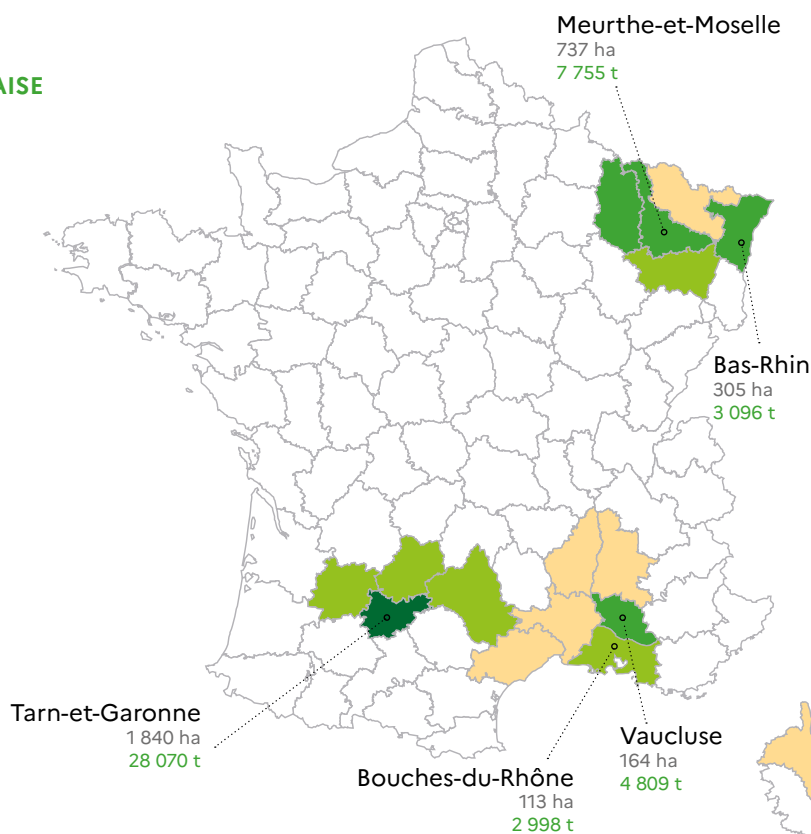 Meurthe-et-Moselle
737 ha
7 755 t
AISE
Bas-Rhin
305 ha
3 096 t
Tarn-et-Garonne
1 840 ha
28 070 t
Vaucluse
164 ha
4 809 t
Bouches-du-Rhône
113 ha
2 998 t